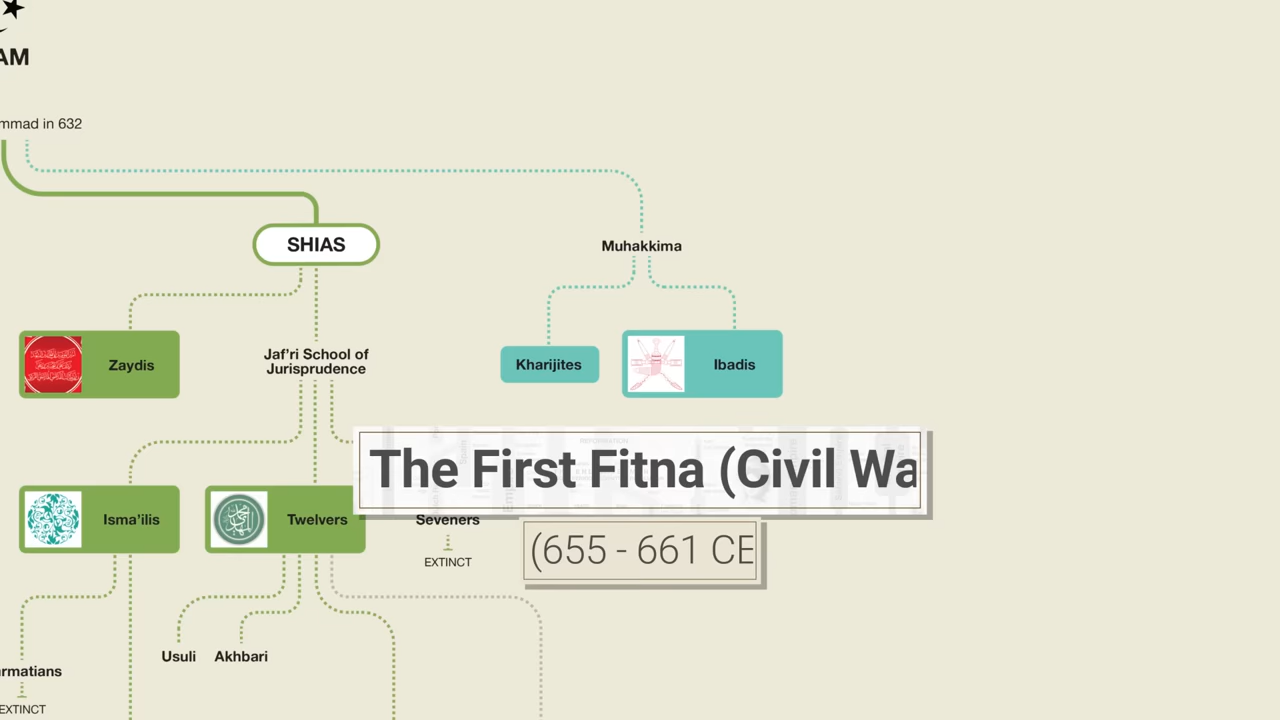 AM
mmad in 632
SHIAS
Muhakkima
Zaydis
Jaf’ri School of
Jurisprudence
Kharijites
Ibadis
The First Fitna (Civil Wa
(655 - 661 CE
Isma’ilis
Twelvers
Seveners
EXTINCT
Usuli
Akhbari
rmatians
EXTINCT